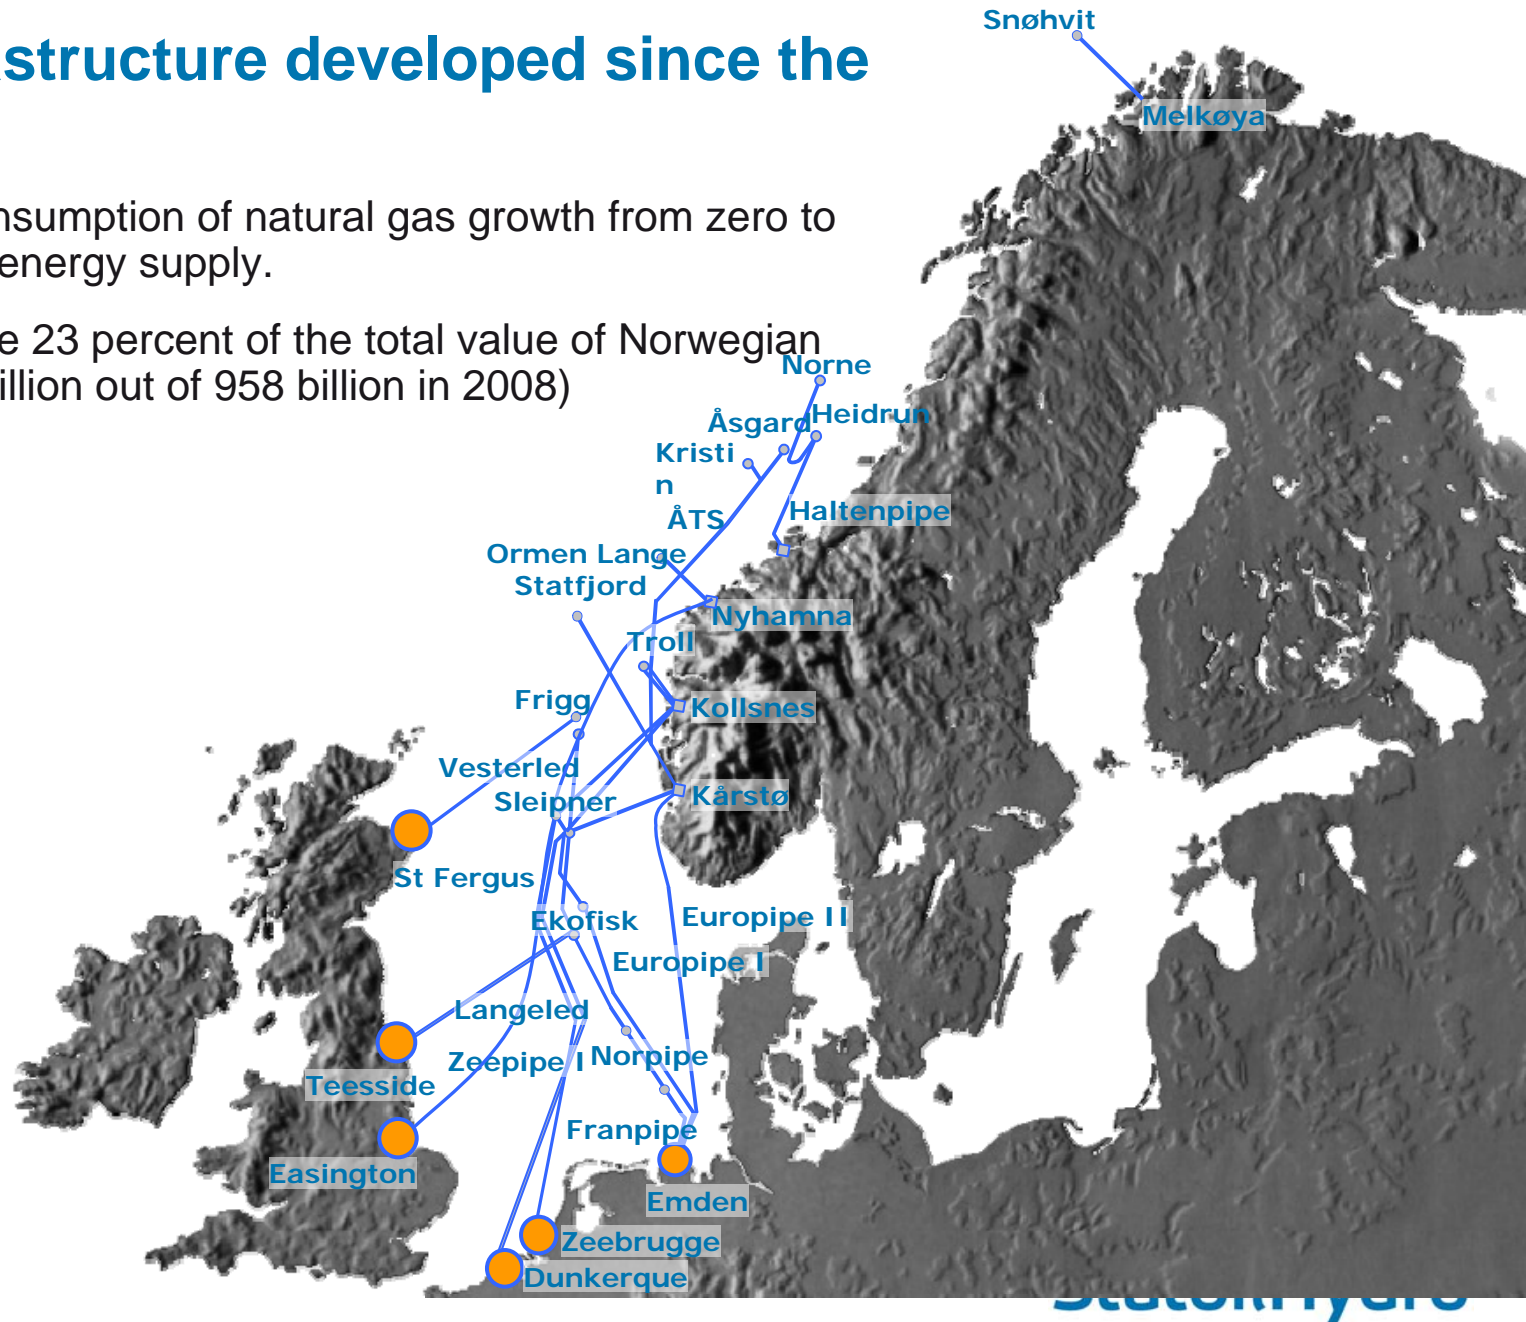 Snøhvit
structure developed since the
Melkøya
nsumption of natural gas growth from zero to
energy supply.
e 23 percent of the total value of Norwegian
illion out of 958 billion in 2008)
Norne
Åsgard
Heidrun
Kristi
n
ÅTS
Haltenpipe
Ormen Lange
Statfjord
Nyhamna
Troll
Frigg
Kollsnes
Vesterled
Sleipner
Kårstø
St Fergus
Ekofisk
Europipe II
Europipe I
Langeled
Zeepipe I
Norpipe
Teesside
Franpipe
Easington
Emden
Zeebrugge
Dunkerque
StatoilHydro